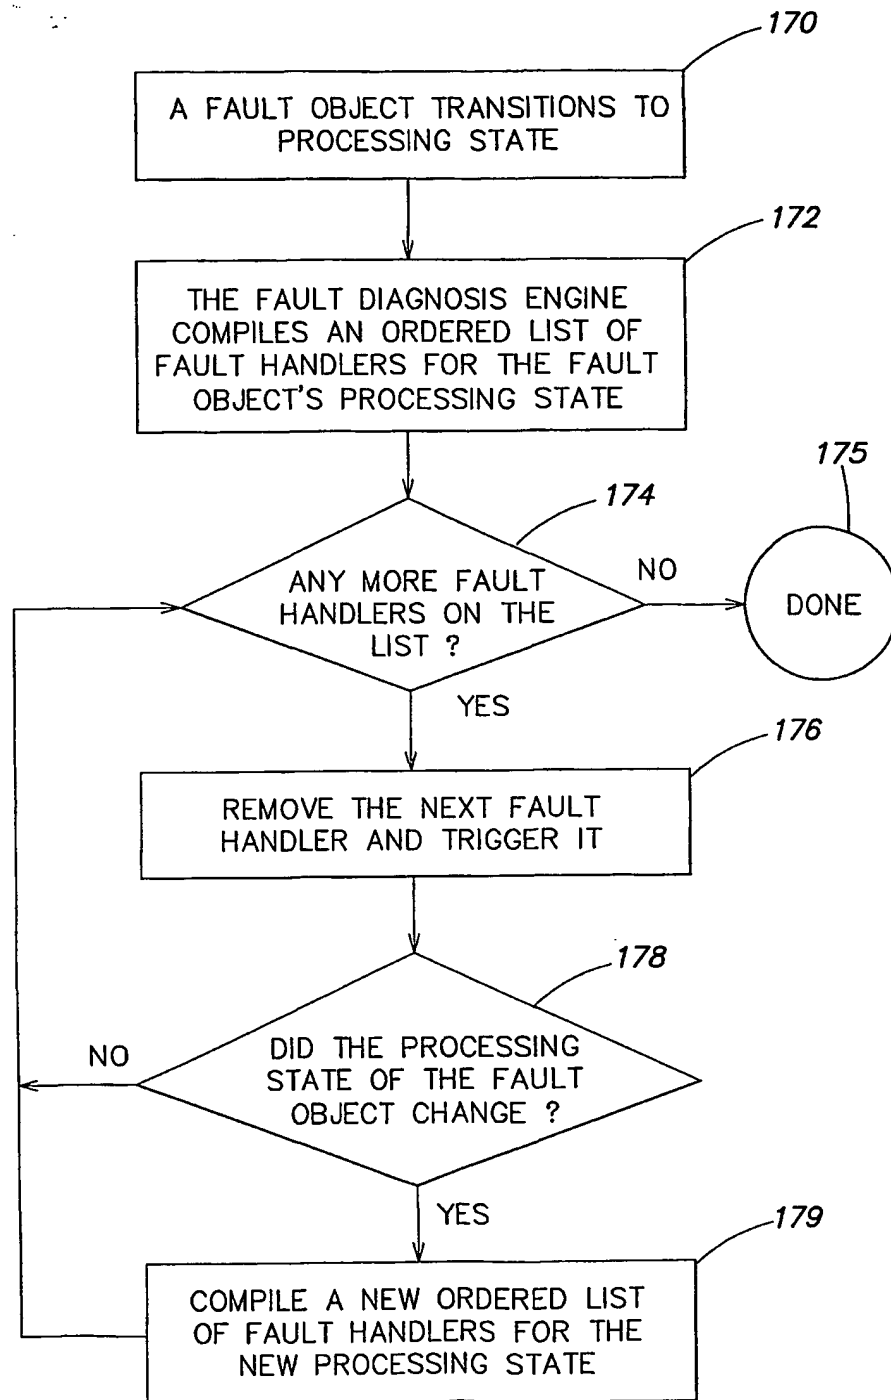 170
A FAULT OBJECT TRANSITIONS TO
PROCESSING STATE
172
THE FAULT DIAGNOSIS ENGINE
COMPILES AN ORDERED LIST OF
FAULT HANDLERS FOR THE FAULT
OBJECT'S PROCESSING STATE
175
174
ANY MORE FAULT
HANDLERS ON THE
LIST ?
NO
DONE
YES
176
REMOVE THE NEXT FAULT
HANDLER AND TRIGGER IT
178
DID THE PROCESSING
STATE OF THE FAULT
OBJECT CHANGE ?
NO
YES
179
COMPILE A NEW ORDERED LIST
OF FAULT HANDLERS FOR THE
NEW PROCESSING STATE